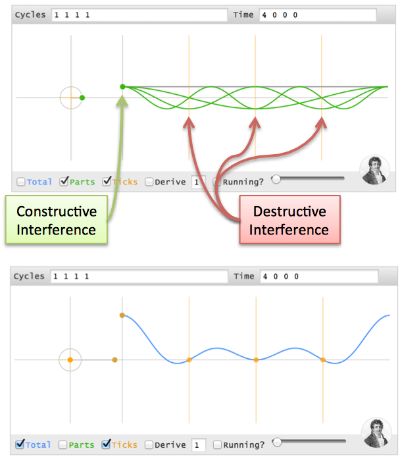 Cycles 1 1 1 1 Time 4 0 0 0
Total Parts Ticks Derive 1 Running?
Constructive
Interference
Destructive
Interference
Cycles 1 1 1 1 Time 4 0 0 0
Total Parts Ticks Derive 1 Running?